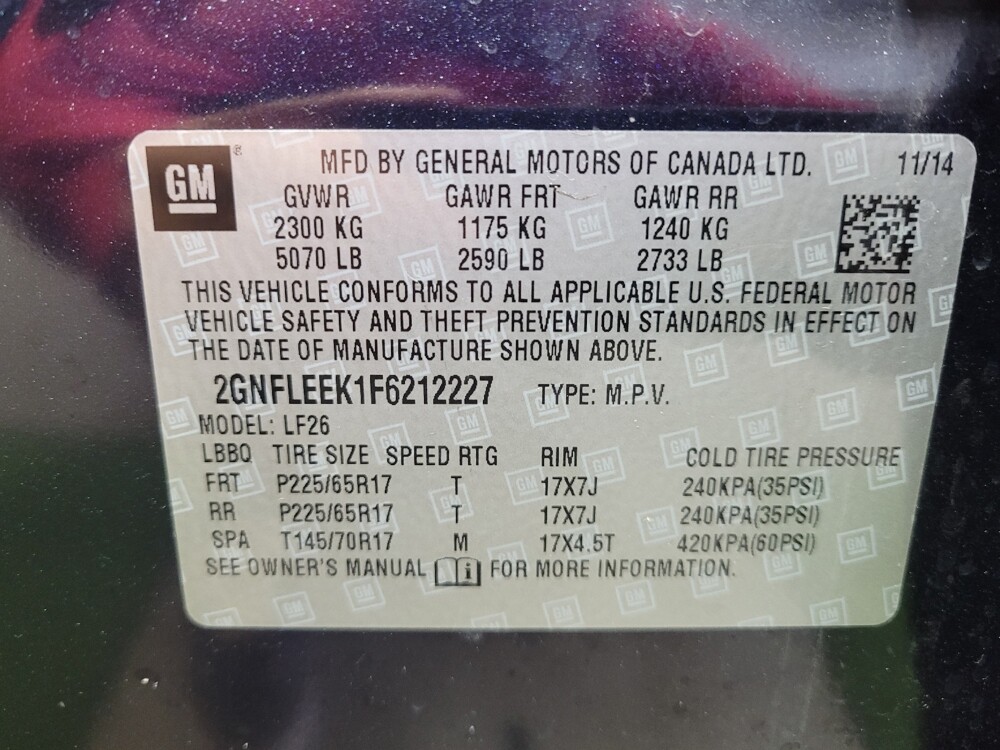 GM® MFD BY GENERAL MOTORS OF CANADA LTD. 11/14
GVWR GAWR FRT GAWR RR
2300 KG 1175 KG 1240 KG
5070 LB 2590 LB 2733 LB
THIS VEHICLE CONFORMS TO ALL APPLICABLE U.S. FEDERAL MOTOR
VEHICLE SAFETY AND THEFT PREVENTION STANDARDS IN EFFECT ON
THE DATE OF MANUFACTURE SHOWN ABOVE.
2GNFLEEK1F6212227 TYPE: M.P.V.
MODEL: LF26
LBBQ TIRE SIZE SPEED RTG RIM COLD TIRE PRESSURE
FRT P225/65R17 T 17X7J 240KPA(35PSI)
RR P225/65R17 T 17X7J 240KPA(35PSI)
SPA T145/70R17 M 17X4.5T 420KPA(60PSI)
SEE OWNER'S MANUAL i FOR MORE INFORMATION.